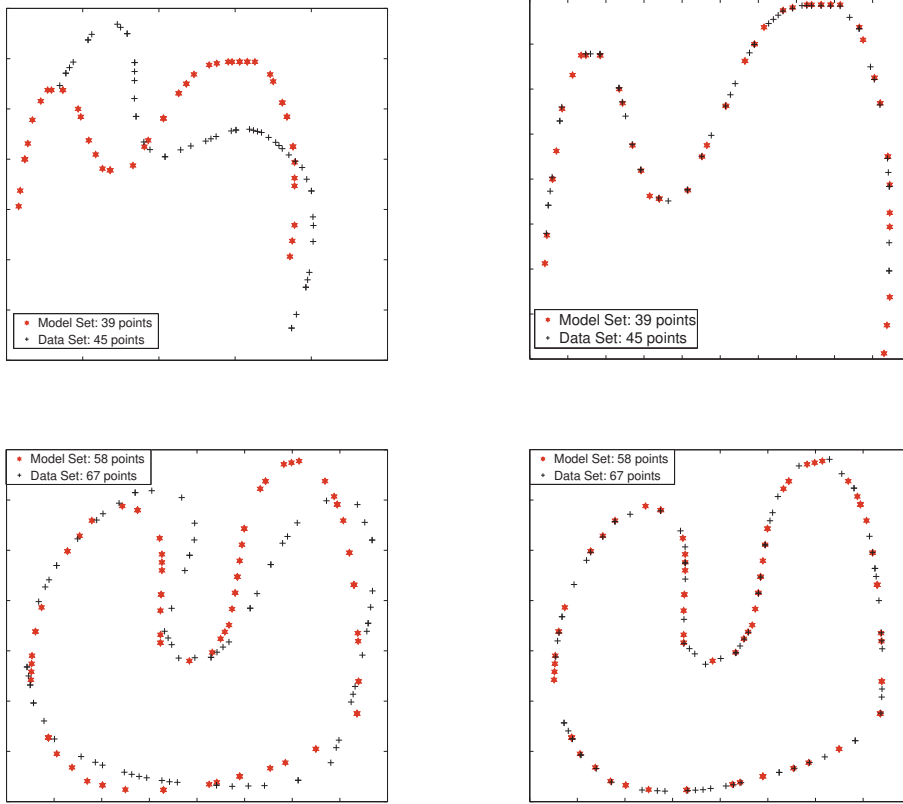 Model Set: 39 points
Data Set: 45 points
Model Set: 39 points
Data Set: 45 points
Model Set: 58 points
Data Set: 67 points
Model Set: 58 points
Data Set: 67 points